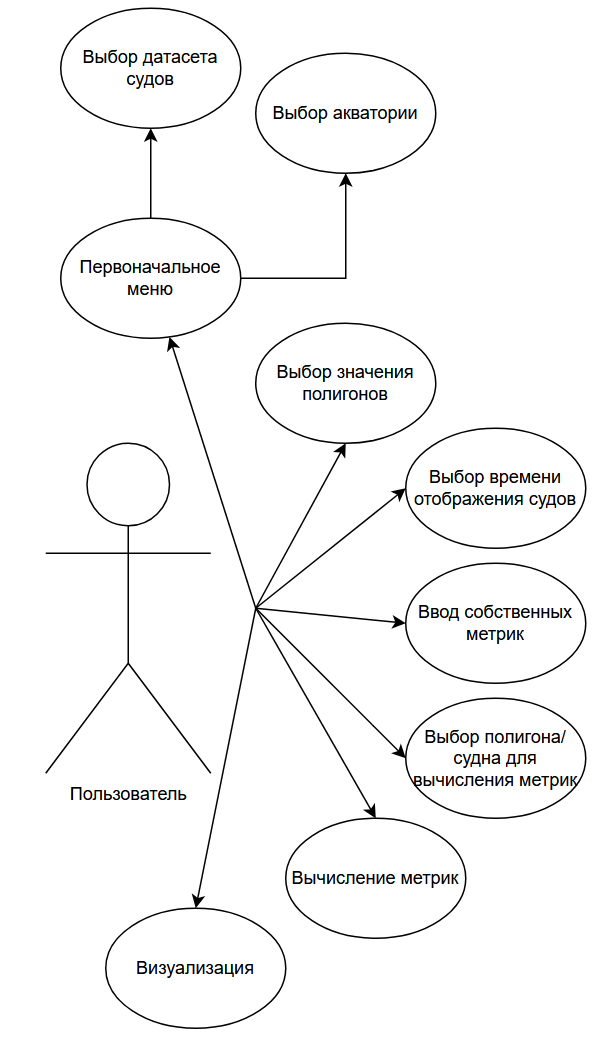 Выбор датасета
судов
Выбор акватории
Первоначальное
меню
Выбор значения
полигонов
Выбор времени
отображения судов
Ввод собственных
метрик
Выбор полигона/
судна для
вычисления метрик
Пользователь
Вычисление метрик
Визуализация